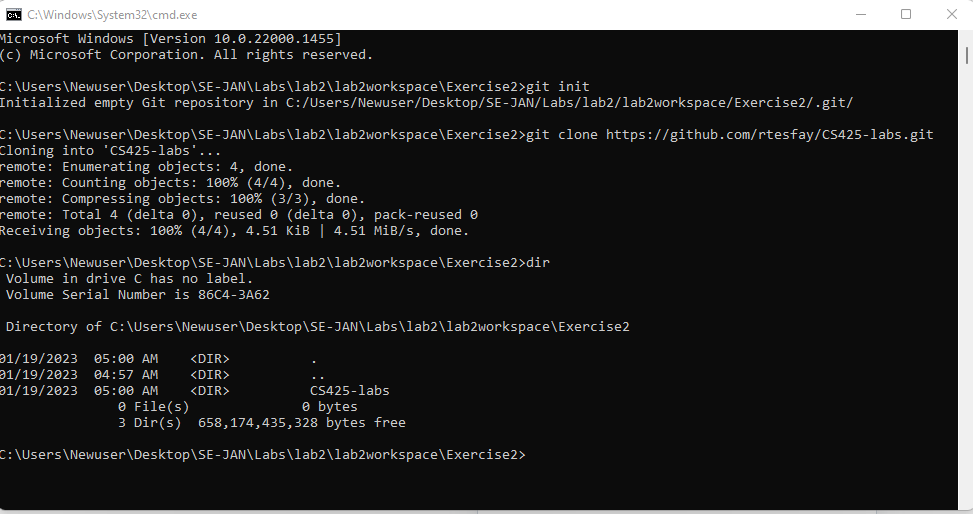 C:\Windows\System32\cmd.exe
Microsoft Windows [Version 10.0.22000.1455]
(c) Microsoft Corporation. All rights reserved.
C:\Users\Newuser\Desktop\SE-JAN\Labs\lab2\lab2workspace\Exercise2>git init
Initialized empty Git repository in C:/Users/Newuser/Desktop/SE-JAN/Labs/lab2/lab2workspace/Exercise2/.git/
C:\Users\Newuser\Desktop\SE-JAN\Labs\lab2\lab2workspace\Exercise2>git clone https://github.com/rtesfay/CS425-labs.git
Cloning into 'CS425-labs'...
remote: Enumerating objects: 4, done.
remote: Counting objects: 100% (4/4), done.
remote: Compressing objects: 100% (3/3), done.
remote: Total 4 (delta 0), reused 0 (delta 0), pack-reused 0
Receiving objects: 100% (4/4), 4.51 KiB | 4.51 MiB/s, done.
C:\Users\Newuser\Desktop\SE-JAN\Labs\lab2\lab2workspace\Exercise2>dir
Volume in drive C has no label.
Volume Serial Number is 86C4-3A62
Directory of C:\Users\Newuser\Desktop\SE-JAN\Labs\lab2\lab2workspace\Exercise2
01/19/2023  05:00 AM    <DIR>          .
01/19/2023  04:57 AM    <DIR>          ..
01/19/2023  05:00 AM    <DIR>          CS425-labs
0 File(s)              0 bytes
3 Dir(s)  658,174,435,328 bytes free
C:\Users\Newuser\Desktop\SE-JAN\Labs\lab2\lab2workspace\Exercise2>